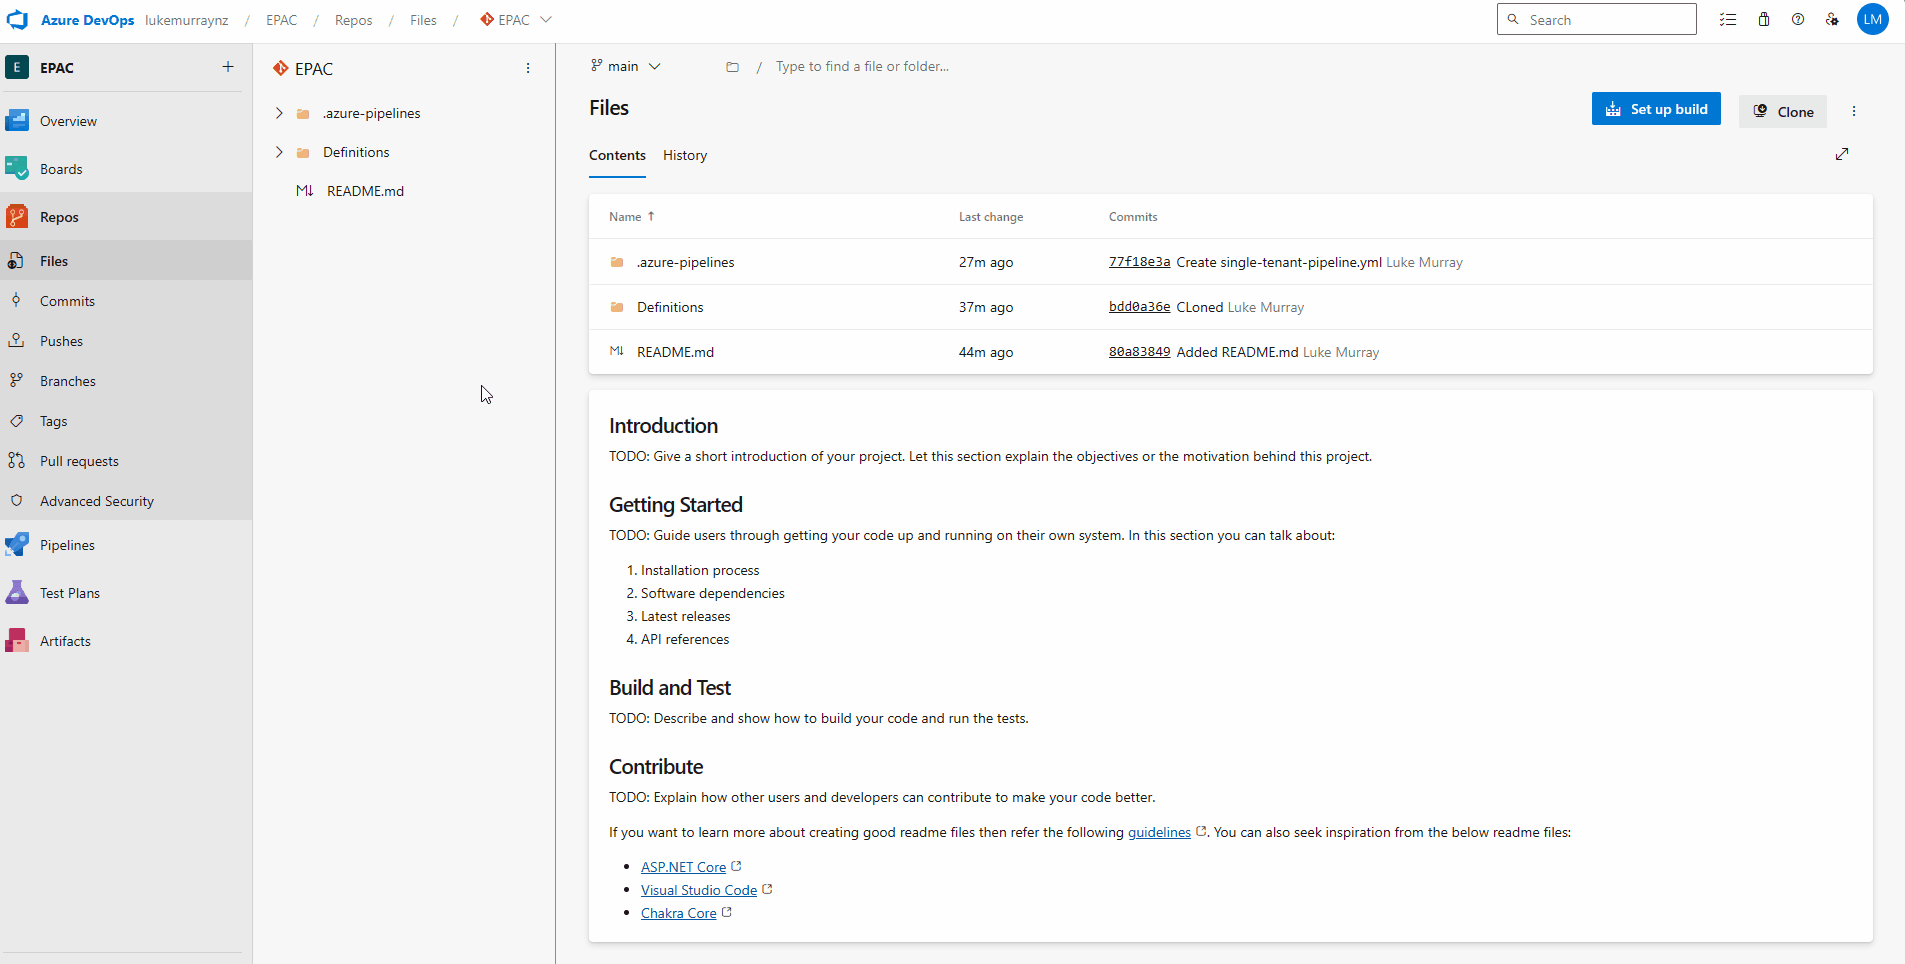 Azure DevOps lukemurraynz / EPAC / Repos / Files / EPAC
Search
LM
E EPAC +
Overview
Boards
Repos
Files
Commits
Pushes
Branches
Tags
Pull requests
Advanced Security
Pipelines
Test Plans
Artifacts
EPAC
.azure-pipelines
Definitions
M↓ README.md
main / Type to find a file or folder...
Files
Set up build
Clone
Contents History
Name ↑ Last change Commits
.azure-pipelines 27m ago 77f18e3a Create single-tenant-pipeline.yml Luke Murray
Definitions 37m ago bdd0a36e CLoned Luke Murray
M↓ README.md 44m ago 80a83849 Added README.md Luke Murray
Introduction
TODO: Give a short introduction of your project. Let this section explain the objectives or the motivation behind this project.
Getting Started
TODO: Guide users through getting your code up and running on their own system. In this section you can talk about:
1. Installation process
2. Software dependencies
3. Latest releases
4. API references
Build and Test
TODO: Describe and show how to build your code and run the tests.
Contribute
TODO: Explain how other users and developers can contribute to make your code better.
If you want to learn more about creating good readme files then refer the following guidelines. You can also seek inspiration from the below readme files:
• ASP.NET Core
• Visual Studio Code
• Chakra Core